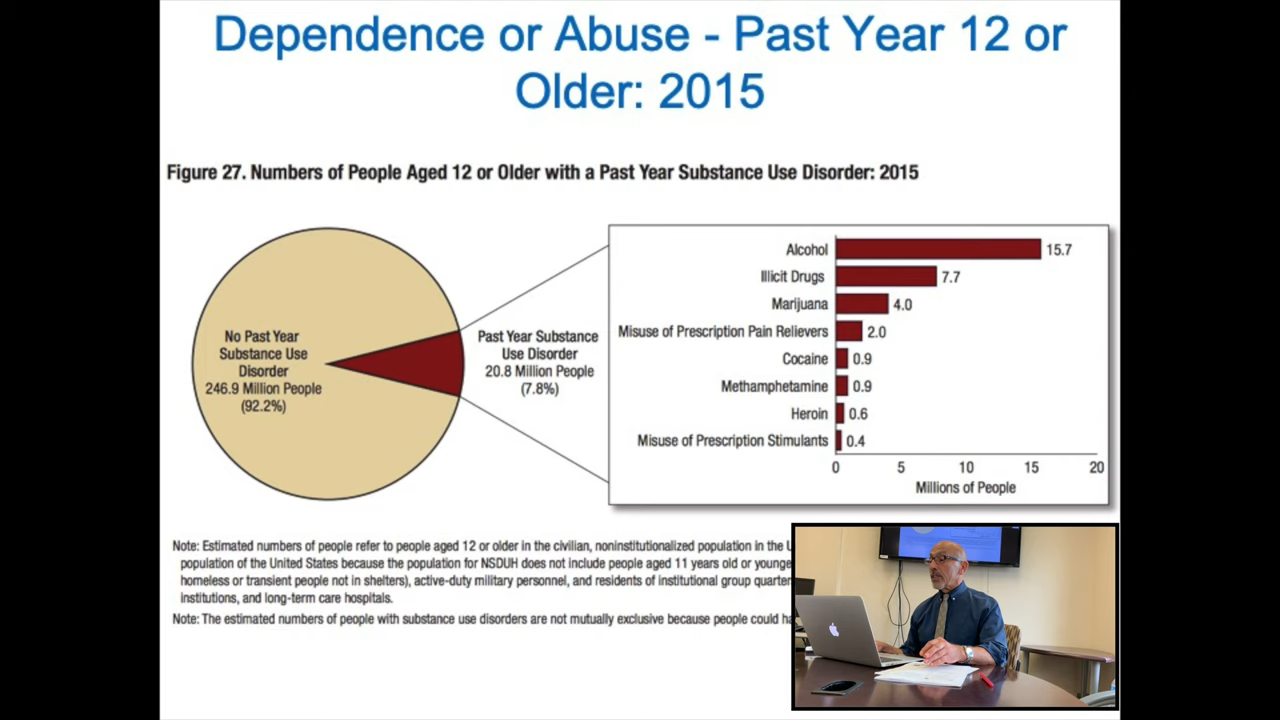 Dependence or Abuse - Past Year 12 or
Older: 2015
Figure 27. Numbers of People Aged 12 or Older with a Past Year Substance Use Disorder: 2015
No Past Year
Substance Use
Disorder
246.9 Million People
(92.2%)
Past Year Substance
Use Disorder
20.8 Million People
(7.8%)
Alcohol 15.7
Illicit Drugs 7.7
Marijuana 4.0
Misuse of Prescription Pain Relievers 2.0
Cocaine 0.9
Methamphetamine 0.9
Heroin 0.6
Misuse of Prescription Stimulants 0.4
0 5 10 15 20
Millions of People
Note: Estimated numbers of people refer to people aged 12 or older in the civilian, noninstitutionalized population in the
population of the United States because the population for NSDUH does not include people aged 11 years old or
homeless or transient people not in shelters), active-duty military personnel, and residents of institutional group
institutions, and long-term care hospitals.
Note: The estimated numbers of people with substance use disorders are not mutually exclusive because people could